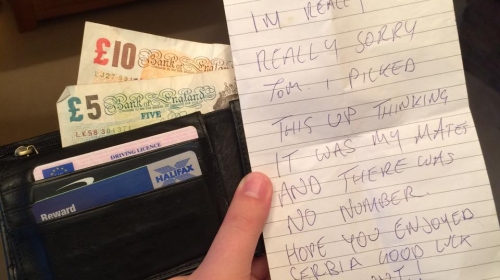 £10
Bank of England
£5
Bank of England
FIVE
DRIVING LICENCE
HALIFAX
Reward
I'M REALLY
REALLY SORRY
TOM. I PICKED
THIS UP THINKING
IT WAS MY MATES
AND THERE WAS
NO NUMBER
HOPE YOU ENJOYED
SERBIA GOOD LUCK